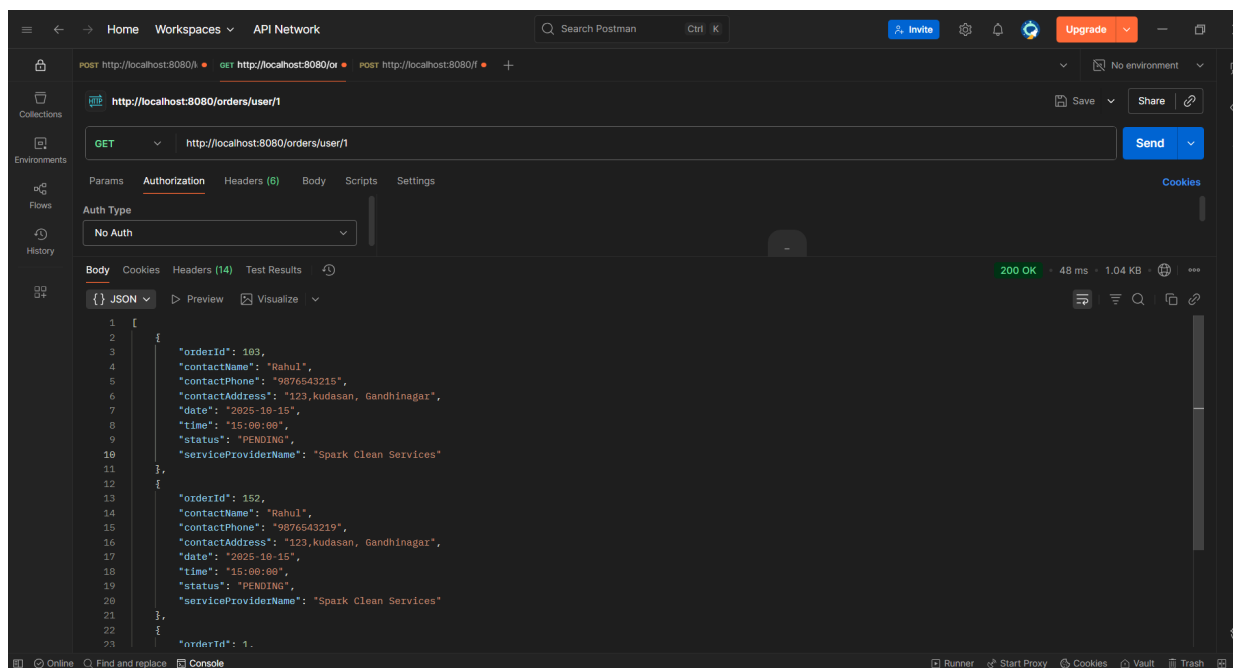 Home Workspaces API Network Search Postman Ctrl K Invite Upgrade
POST http://localhost:8080/l GET http://localhost:8080/or POST http://localhost:8080/f No environment
HTTP http://localhost:8080/orders/user/1 Save Share
Collections
GET http://localhost:8080/orders/user/1 Send
Environments
Params Authorization Headers (6) Body Scripts Settings Cookies
Flows
Auth Type
No Auth
History
Body Cookies Headers (14) Test Results 200 OK 48 ms 1.04 KB
{} JSON Preview Visualize
1 [
2 {
3 "orderId": 103,
4 "contactName": "Rahul",
5 "contactPhone": "9876543215",
6 "contactAddress": "123,kudasan, Gandhinagar",
7 "date": "2025-10-15",
8 "time": "15:00:00",
9 "status": "PENDING",
10 "serviceProviderName": "Spark Clean Services"
11 },
12 {
13 "orderId": 152,
14 "contactName": "Rahul",
15 "contactPhone": "9876543219",
16 "contactAddress": "123,kudasan, Gandhinagar",
17 "date": "2025-10-15",
18 "time": "15:00:00",
19 "status": "PENDING",
20 "serviceProviderName": "Spark Clean Services"
21 },
22 {
23 "orderId": 1,
Online Find and replace Console Runner Start Proxy Cookies Vault Trash